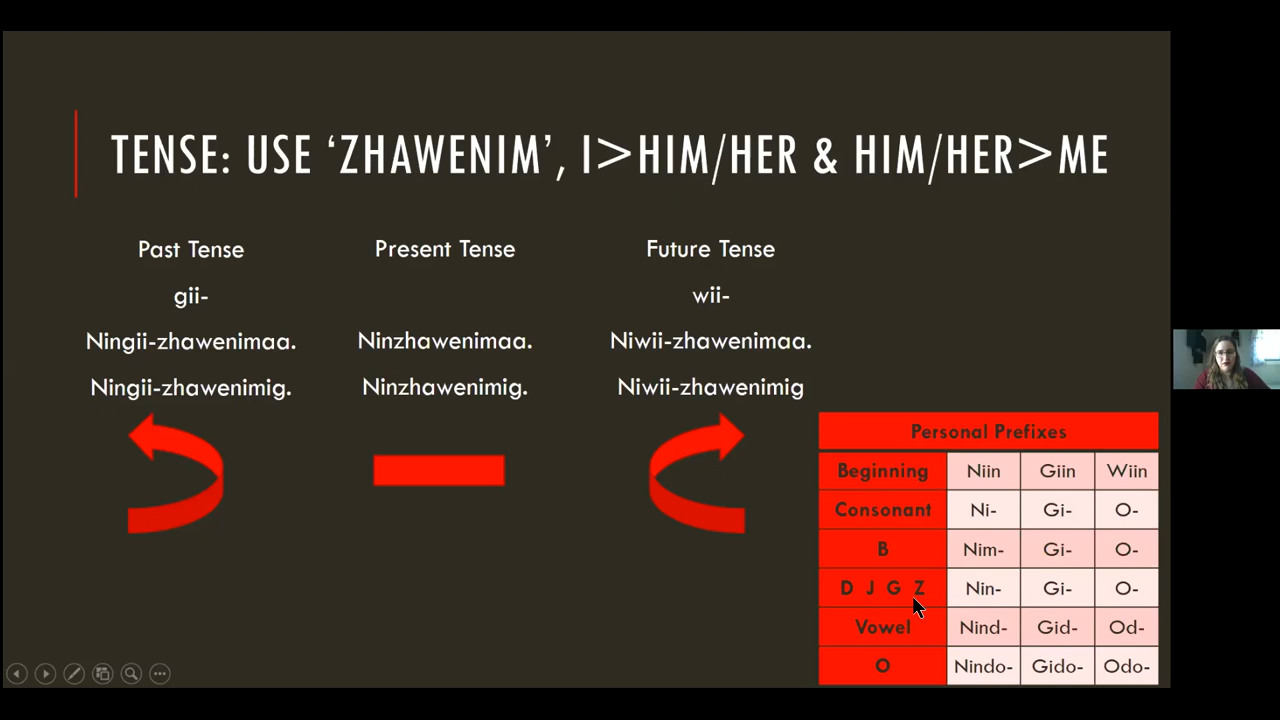 TENSE: USE ‘ZHAWENIM’, I>HIM/HER & HIM/HER>ME
Past Tense
gii-
Ningii-zhawenimaa.
Ningii-zhawenimig.
Present Tense
Ninzhawenimaa.
Ninzhawenimig.
Future Tense
wii-
Niwii-zhawenimaa.
Niwii-zhawenimig
Personal Prefixes
Beginning Niin Giin Wiin
Consonant Ni- Gi- O-
B Nim- Gi- O-
D J G Z Nin- Gi- O-
Vowel Nind- Gid- Od-
O Nindo- Gido- Odo-